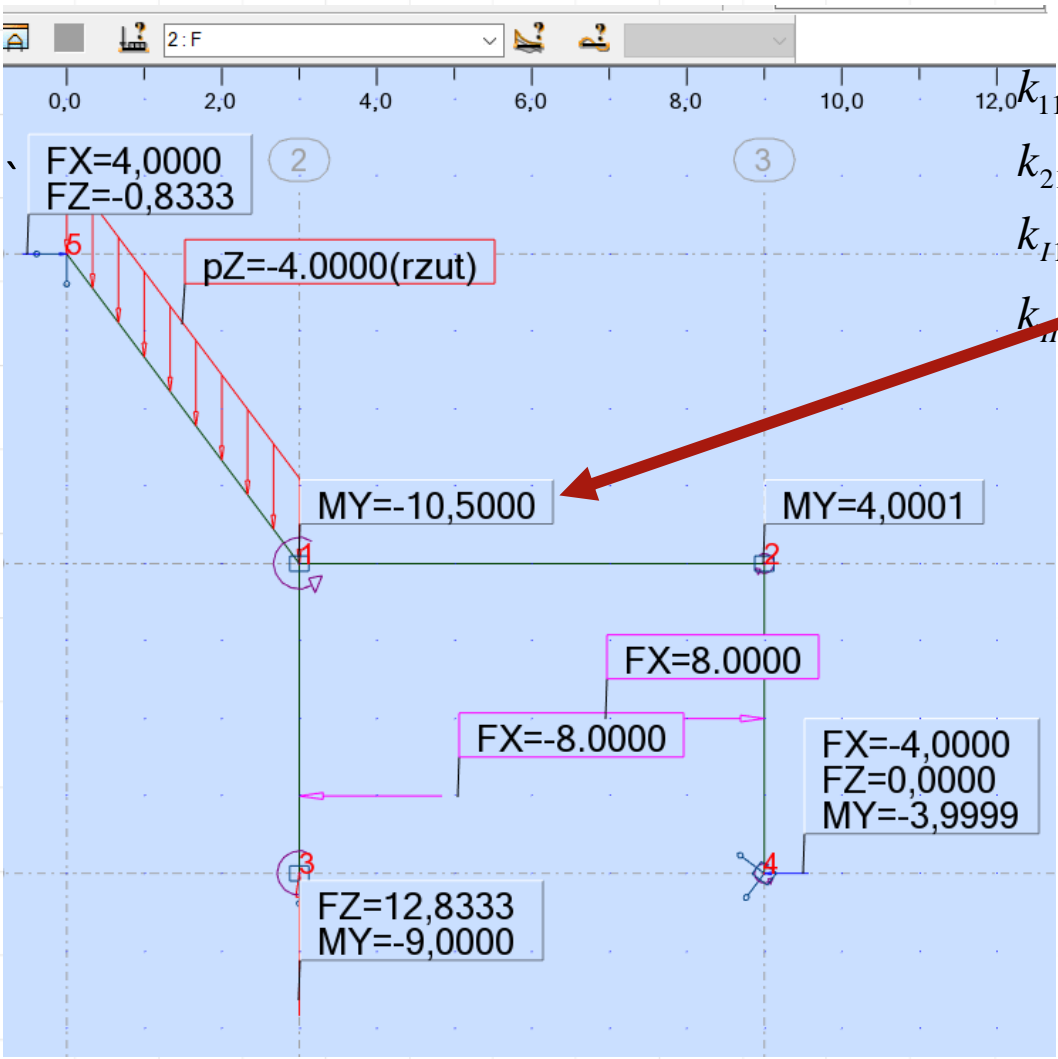 2 : F
0,0 2,0 4,0 6,0 8,0 10,0 12,0
k11
FX=4,0000
FZ=-0,8333
2
3
k2
5
kI1
pZ=-4.0000(rzut)
MY=-10,5000
MY=4,0001
1
2
FX=8.0000
FX=-8.0000
FX=-4,0000
FZ=0,0000
MY=-3,9999
3
4
FZ=12,8333
MY=-9,0000